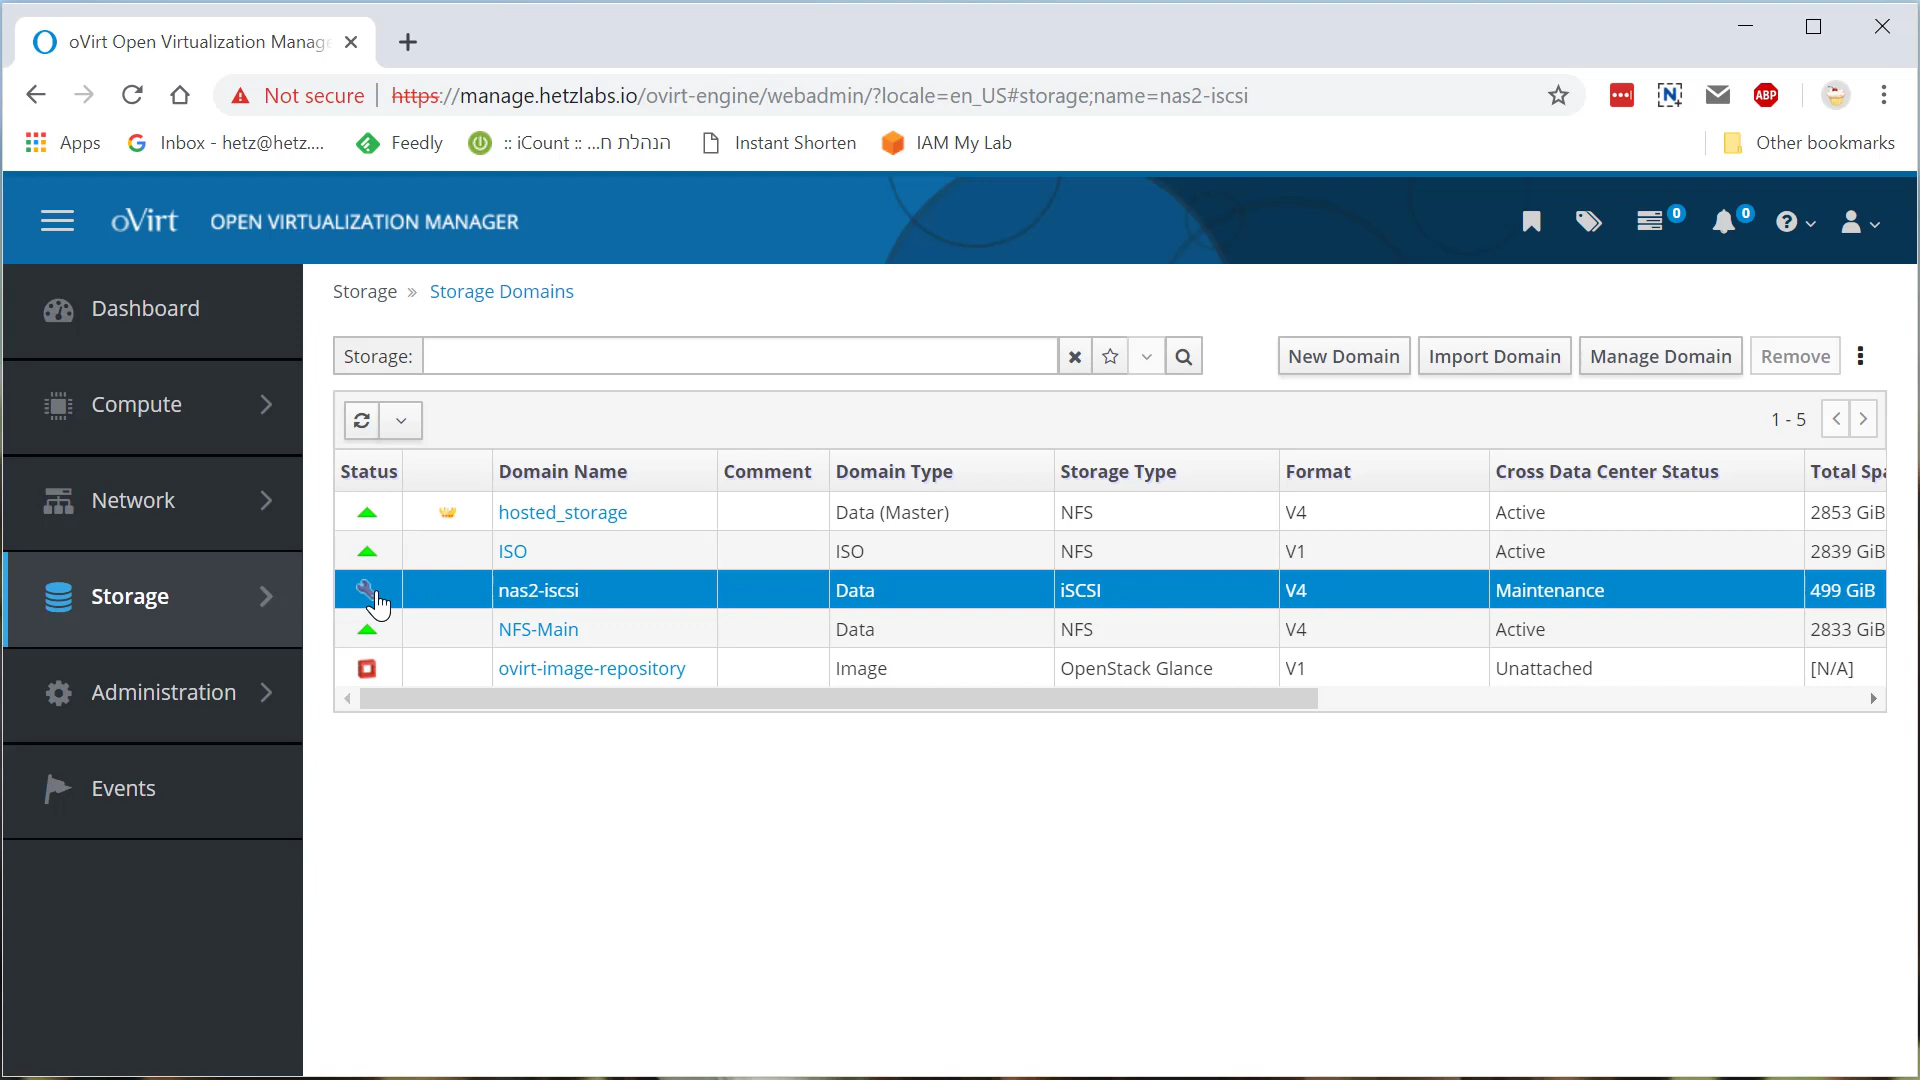 oVirt Open Virtualization Manage
Not secure | https://manage.hetzlabs.io/ovirt-engine/webadmin/?locale=en_US#storage;name=nas2-iscsi
ABP
Apps
Inbox - hetz@hetz....
Feedly
:: iCount :: ...הנהלת ח
Instant Shorten
IAM My Lab
Other bookmarks
oVirt OPEN VIRTUALIZATION MANAGER
0
0
Dashboard
Compute
Network
Storage
Administration
Events
Storage » Storage Domains
Storage:
New Domain
Import Domain
Manage Domain
Remove
1 - 5
Status Domain Name Comment Domain Type Storage Type Format Cross Data Center Status Total Spa
hosted_storage Data (Master) NFS V4 Active 2853 GiB
ISO ISO NFS V1 Active 2839 GiB
nas2-iscsi Data iSCSI V4 Maintenance 499 GiB
NFS-Main Data NFS V4 Active 2833 GiB
ovirt-image-repository Image OpenStack Glance V1 Unattached [N/A]